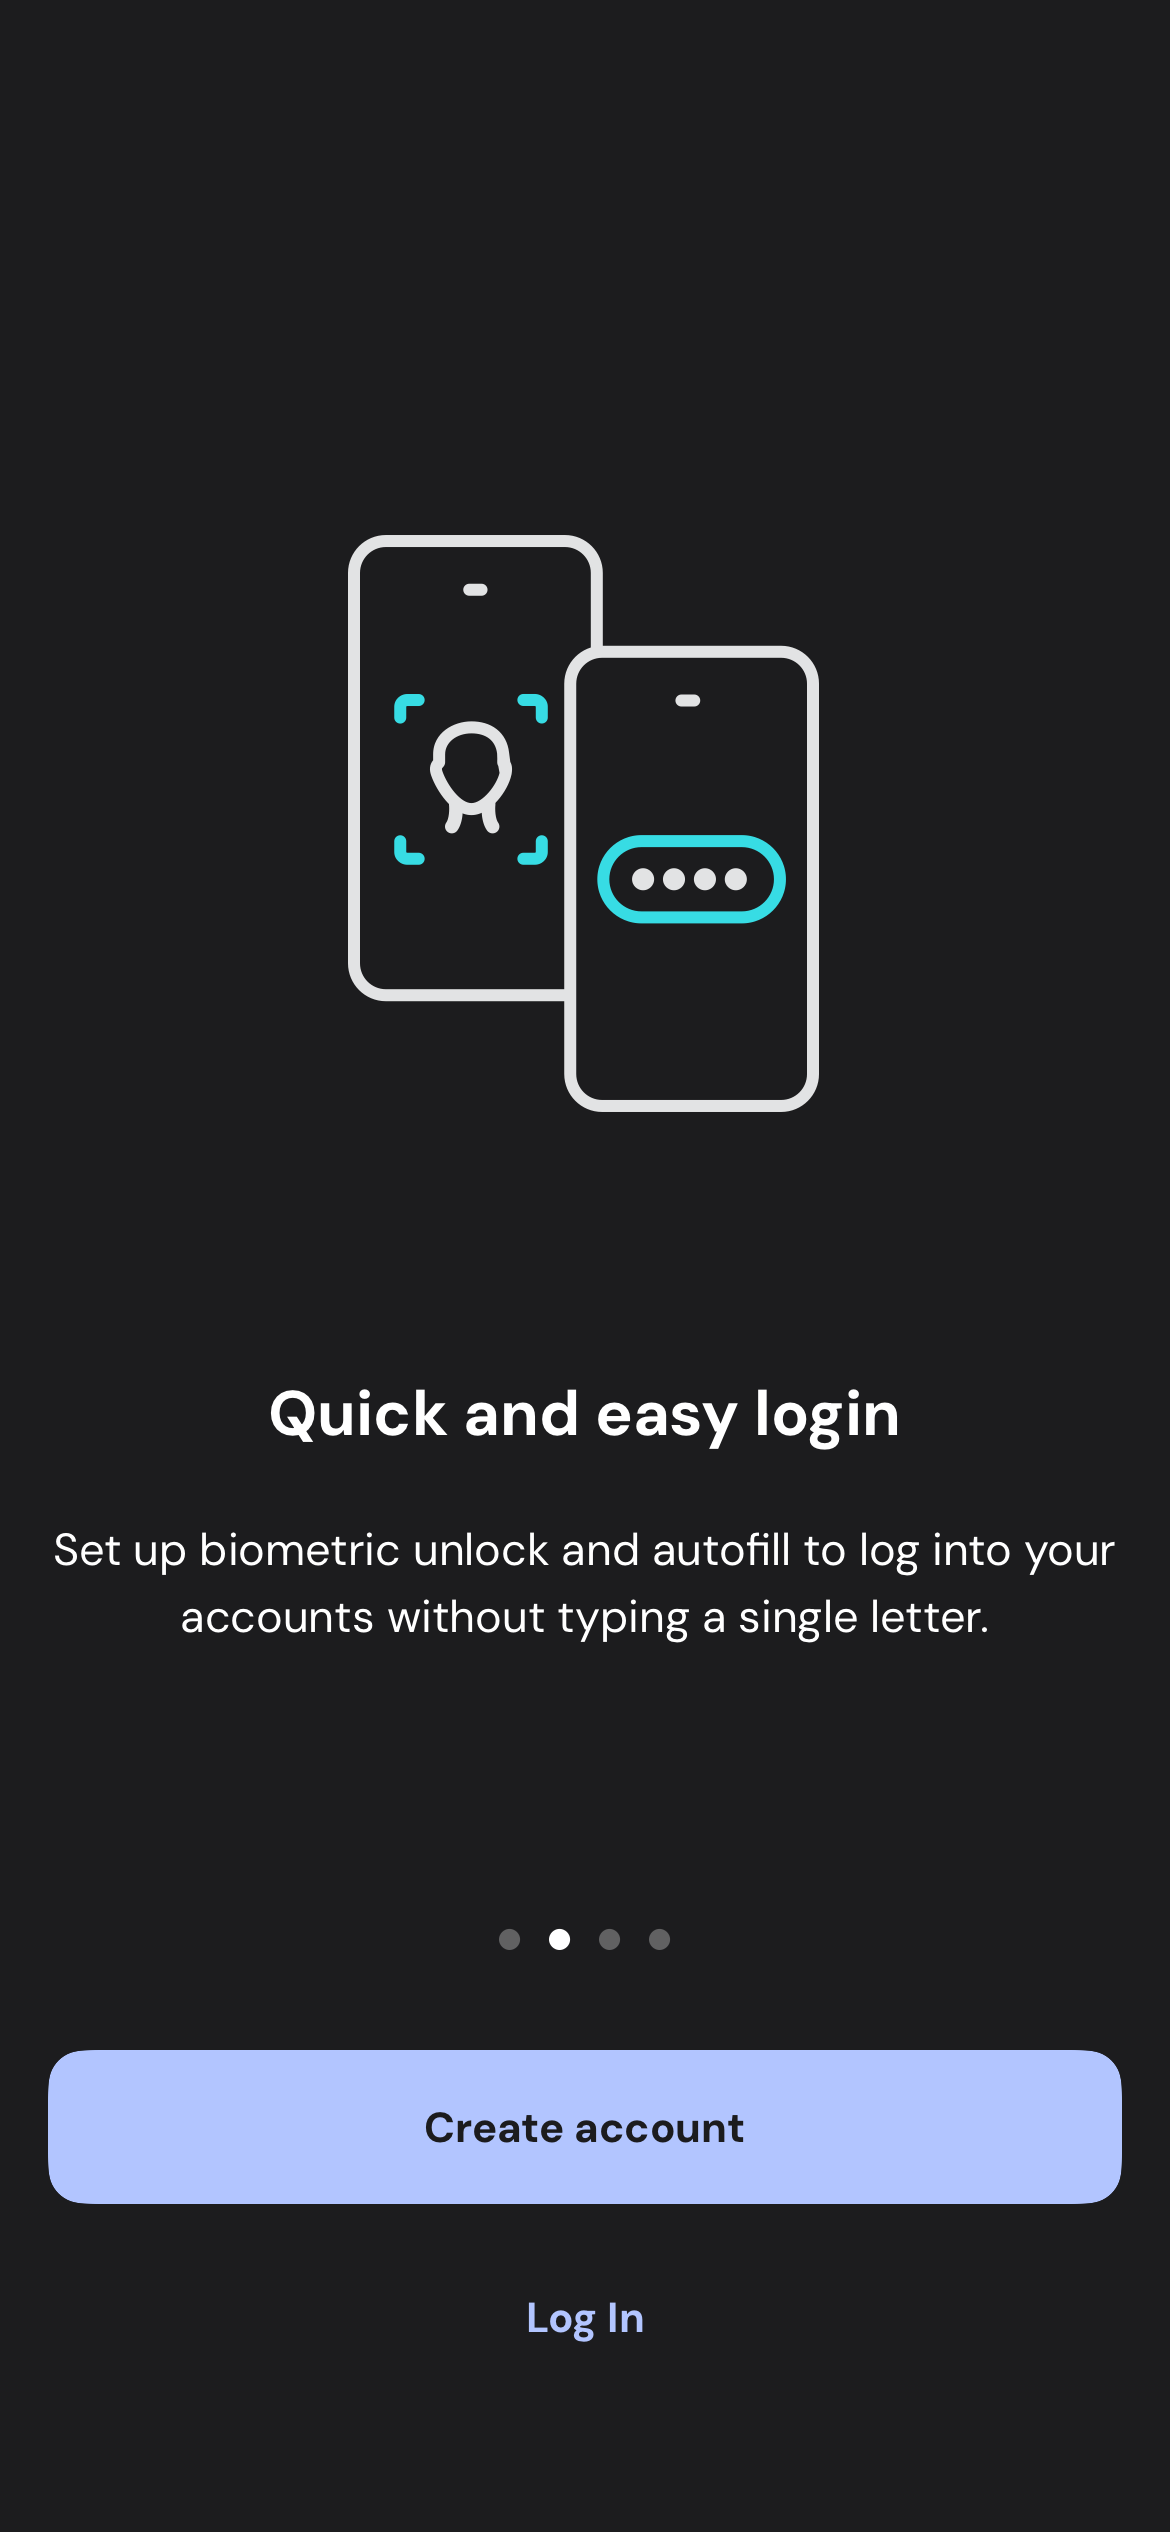 Quick and easy login
Set up biometric unlock and autofill to log into your
accounts without typing a single letter.
Create account
Log In